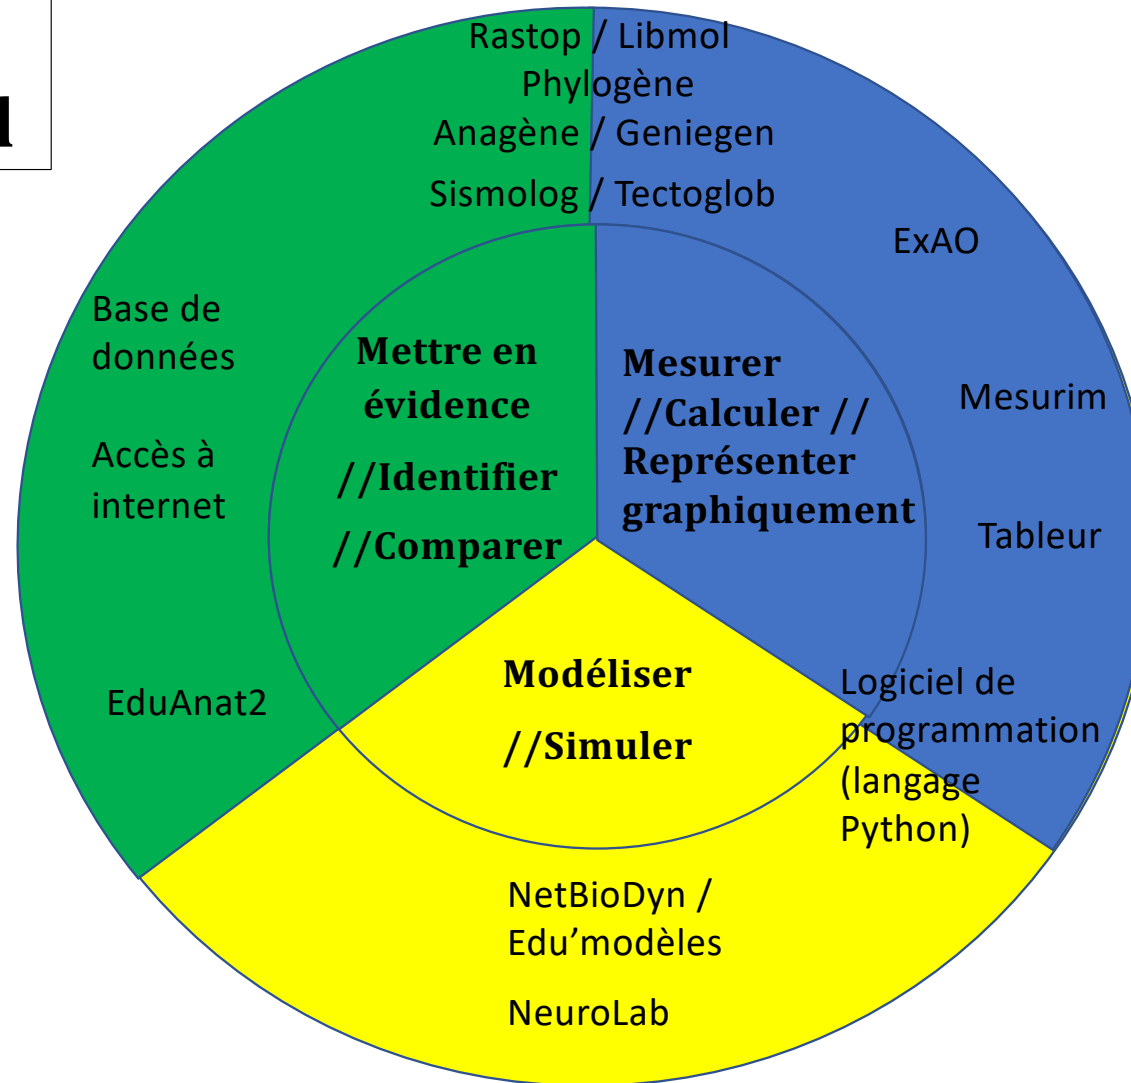 Rastop / Libmol
Phylogène
Anagène / Geniegen
Sismolog / Tectoglob
ExAO
Base de
données
Mettre en
évidence
//Identifier
//Comparer
Mesurer
//Calculer //
Représenter
graphiquement
Mesurim
Accès à
internet
Tableur
EduAnat2
Modéliser
//Simuler
Logiciel de
programmation
(langage
Python)
NetBioDyn /
Edu’modèles
NeuroLab